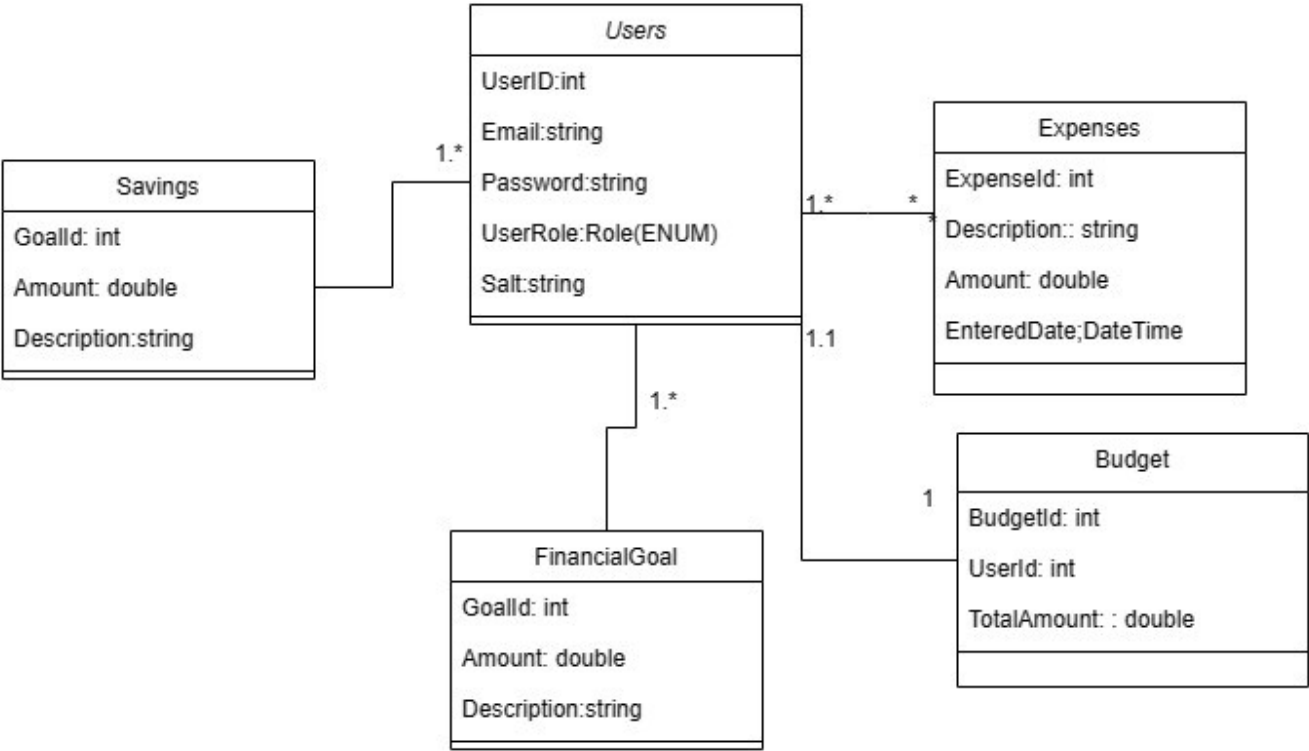 Users
UserID:int
Email:string
Password:string
UserRole:Role(ENUM)
Salt:string
1.*
Savings
GoalId: int
Amount: double
Description:string
1.*
*
*
Expenses
ExpenseId: int
Description:: string
Amount: double
EnteredDate;DateTime
1.1
1
Budget
BudgetId: int
UserId: int
TotalAmount: : double
1.*
FinancialGoal
GoalId: int
Amount: double
Description:string